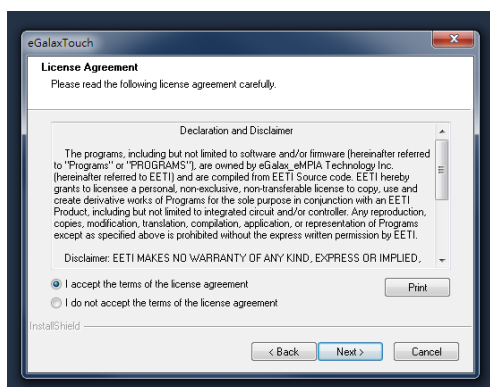 eGalaxTouch
License Agreement
Please read the following license agreement carefully.
Declaration and Disclaimer
The programs, including but not limited to software and/or firmware (hereinafter referred
to "Programs" or "PROGRAMS"), are owned by eGalax_eMPIA Technology Inc.
(hereinafter referred to EETI) and are compiled from EETI Source code. EETI hereby
grants to licensee a personal, non-exclusive, non-transferable license to copy, use and
create derivative works of Programs for the sole purpose in conjunction with an EETI
Product, including but not limited to integrated circuit and/or controller. Any reproduction,
copies, modification, translation, compilation, application, or representation of Programs
except as specified above is prohibited without the express written permission by EETI.
Disclaimer: EETI MAKES NO WARRANTY OF ANY KIND, EXPRESS OR IMPLIED,
I accept the terms of the license agreement
Print
I do not accept the terms of the license agreement
InstallShield
< Back
Next >
Cancel